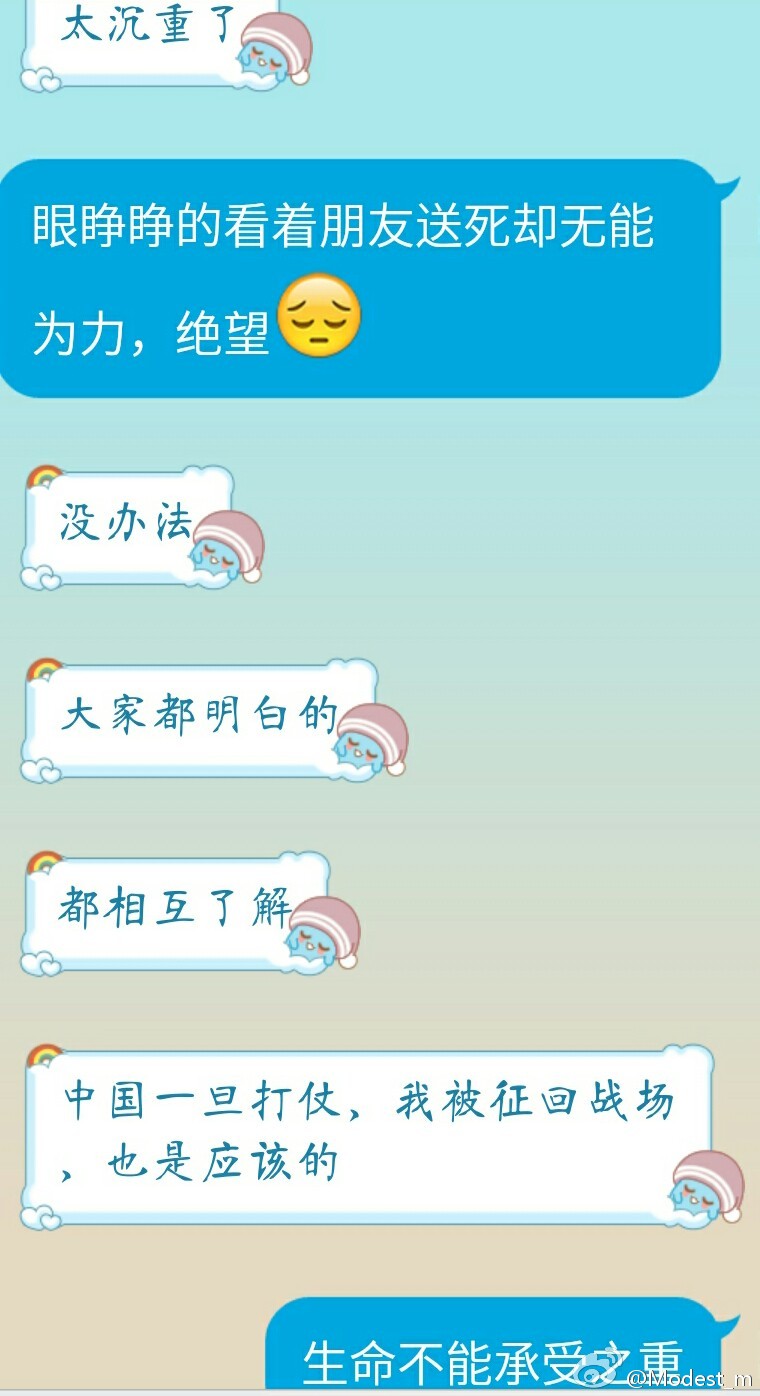 太沉重了
眼睁睁的看着朋友送死却无能
为力，绝望
没办法
大家都明白的
都相互了解
中国一旦打仗，我被征回战场
，也是应该的
生命不能承受之重
@Modest_m